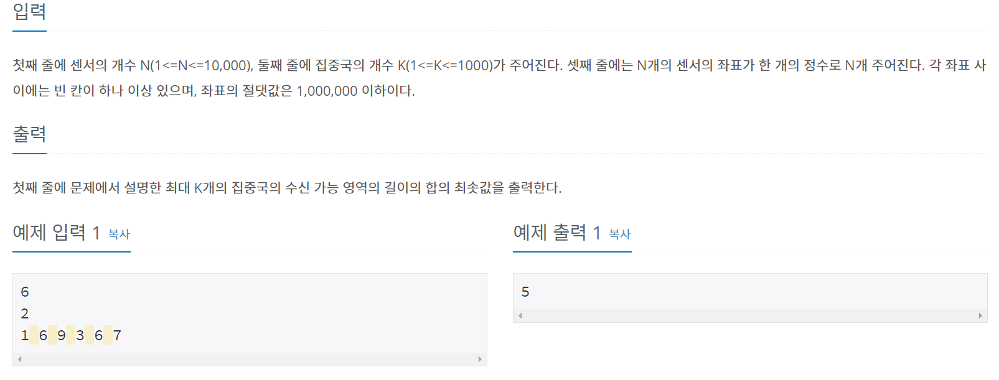 입력
첫째 줄에 센서의 개수 N(1<=N<=10,000), 둘째 줄에 집중국의 개수 K(1<=K<=1000)가 주어진다. 셋째 줄에는 N개의 센서의 좌표가 한 개의 정수로 N개 주어진다. 각 좌표 사
이에는 빈 칸이 하나 이상 있으며, 좌표의 절댓값은 1,000,000 이하이다.
출력
첫째 줄에 문제에서 설명한 최대 K개의 집중국의 수신 가능 영역의 길이의 합의 최솟값을 출력한다.
예제 입력 1 복사
6
2
1 6 9 3 6 7
예제 출력 1 복사
5